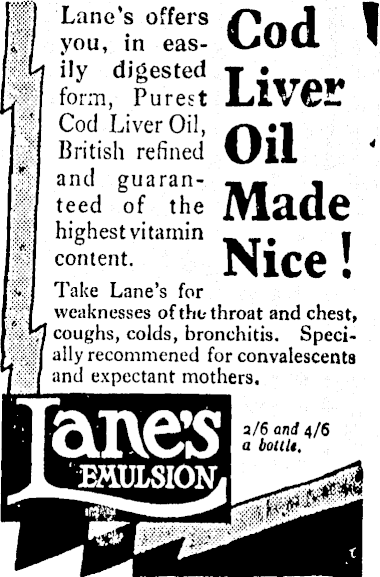 Lane's offers
you, in eas-
ily digested
form, Purest
Cod Liver Oil,
British refined
and guaran-
teed of the
highest vitamin
content.
Cod
Liver
Oil
Made
Nice!
Take Lane's for
weaknesses of the throat and chest,
coughs, colds, bronchitis. Speci-
ally recommened for convalescents
and expectant mothers.
Lane's
EMULSION
2/6 and 4/6
a bottle.